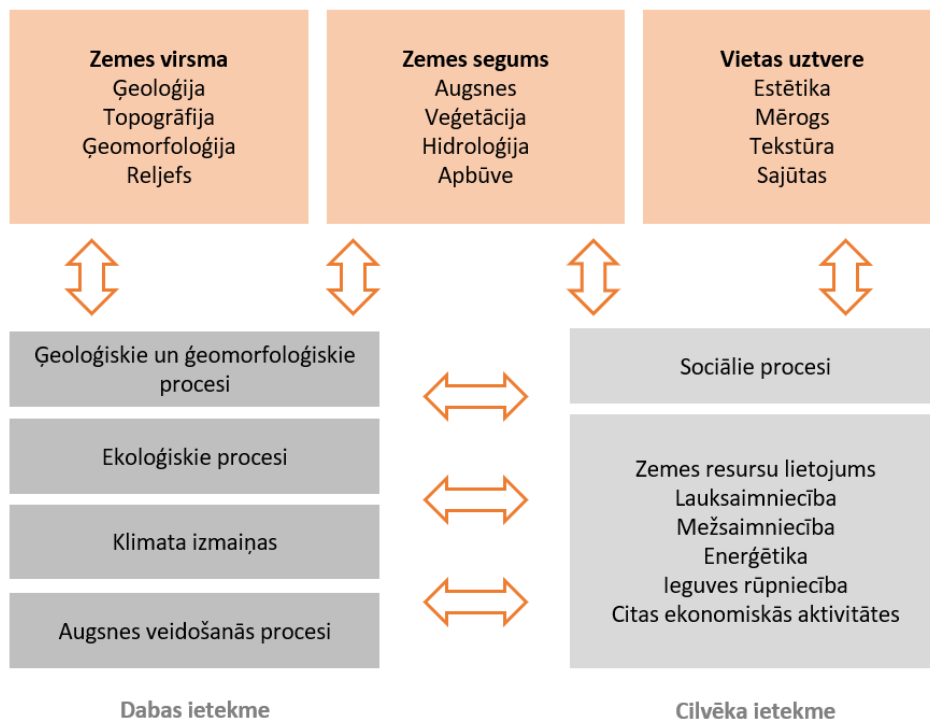 Zemes virsma
Ģeoloģija
Topogrāfija
Ģeomorfoloģija
Reljefs
Zemes segums
Augsnes
Veģetācija
Hidroloģija
Apbūve
Vietas uztvere
Estētika
Mērogs
Tekstūra
Sajūtas
Ģeoloģiskie un ģeomorfoloģiskie
procesi
Ekoloģiskie procesi
Klimata izmaiņas
Augsnes veidošanās procesi
Dabas ietekme
Sociālie procesi
Zemes resursu lietojums
Lauksaimniecība
Mežsaimniecība
Enerģētika
Ieguves rūpniecība
Citas ekonomiskās aktivitātes
Cilvēka ietekme